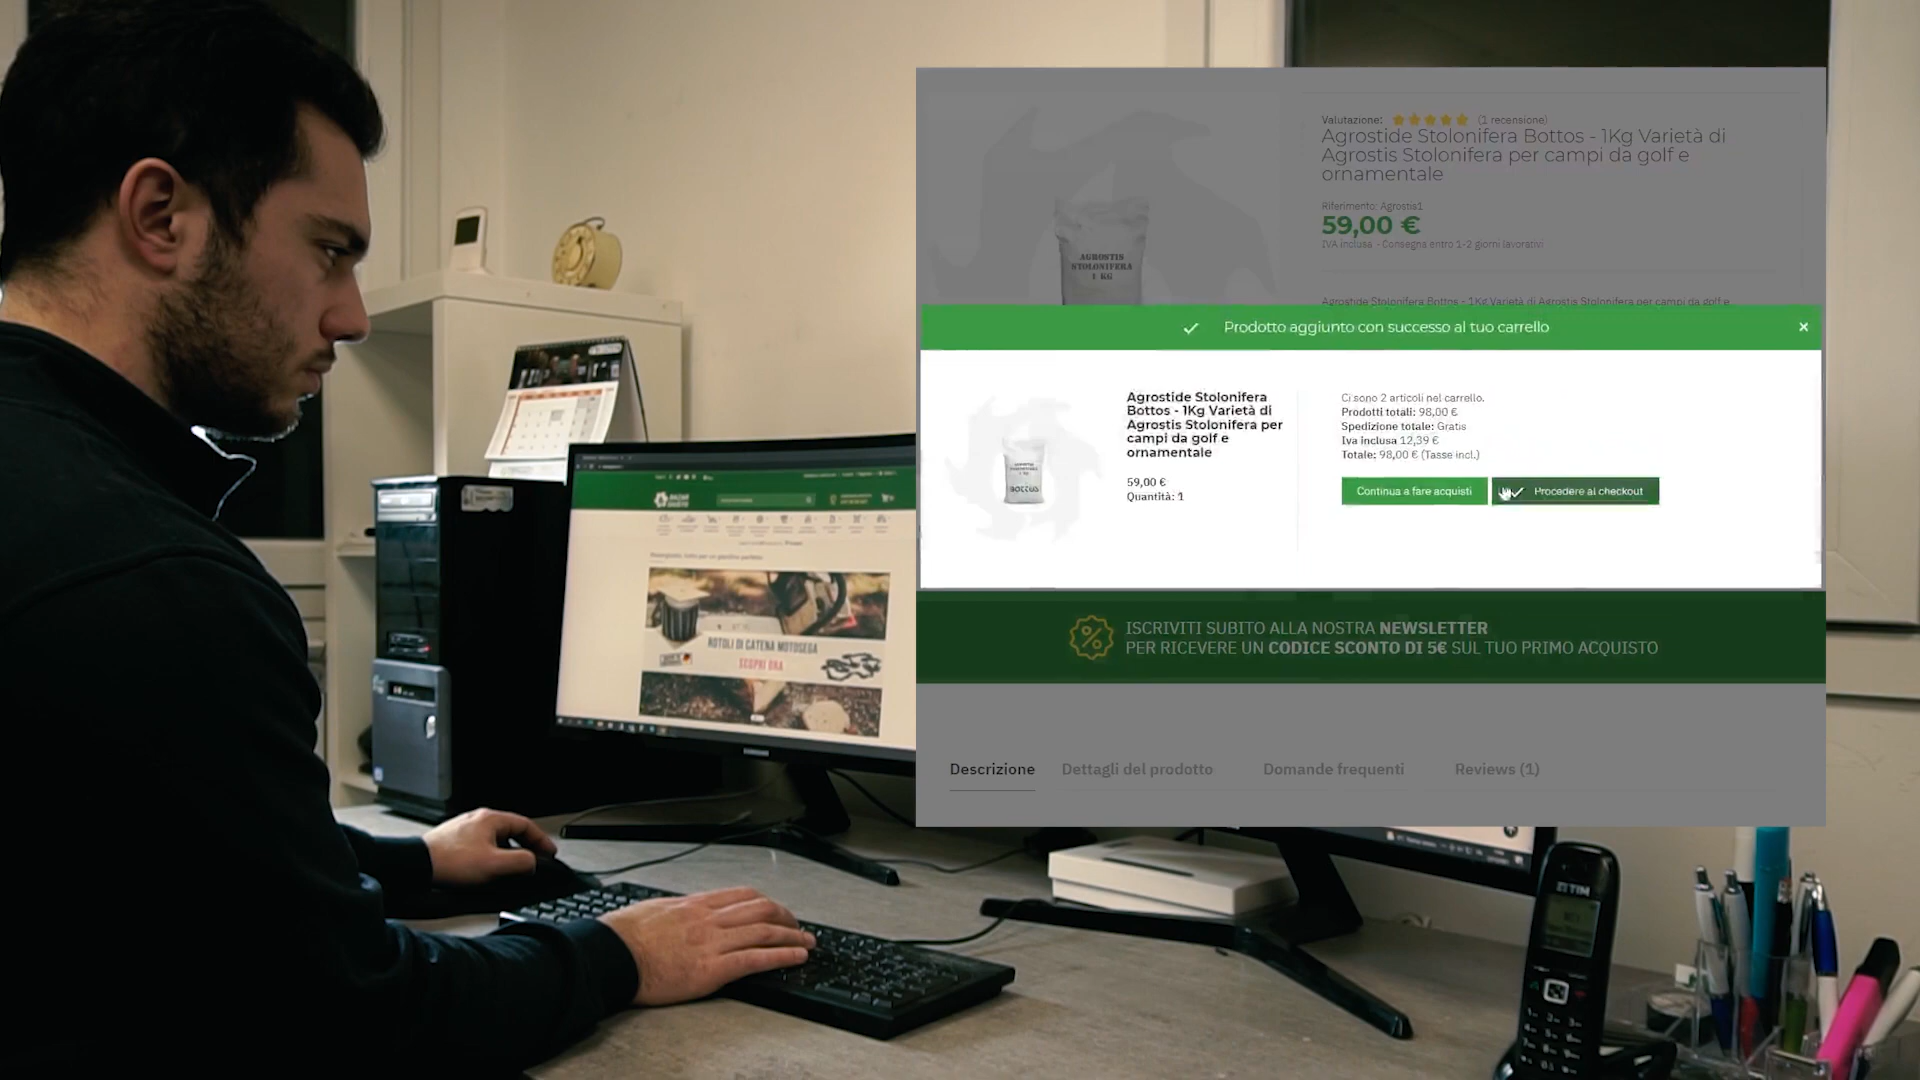 Valutazione: (1 recensione)
Agrostide Stolonifera Bottos - 1Kg Varietà di
Agrostis Stolonifera per campi da golf e
ornamentale
Riferimento: Agrostis1
59,00 €
IVA inclusa - Consegna entro 1-2 giorni lavorativi
Agrostide Stolonifera Bottos - 1Kg Varietà di Agrostis Stolonifera per campi da golf e
AGROSTIS
STOLONIFERA
1 KG
Prodotto aggiunto con successo al tuo carrello
Agrostide Stolonifera
Bottos - 1Kg Varietà di
Agrostis Stolonifera per
campi da golf e
ornamentale
59,00 €
Quantità: 1
BOTTOS
Ci sono 2 articoli nel carrello.
Prodotti totali: 98,00 €
Spedizione totale: Gratis
Iva inclusa 12,39 €
Totale: 98,00 € (Tasse incl.)
Continua a fare acquisti
Procedere al checkout
ISCRIVITI SUBITO ALLA NOSTRA NEWSLETTER
PER RICEVERE UN CODICE SCONTO DI 5€ SUL TUO PRIMO ACQUISTO
Descrizione
Dettagli del prodotto
Domande frequenti
Reviews (1)
ROTOLI DI CATENA MOTOSEGA
SCOPRI ORA
SAMSUNG
TIM